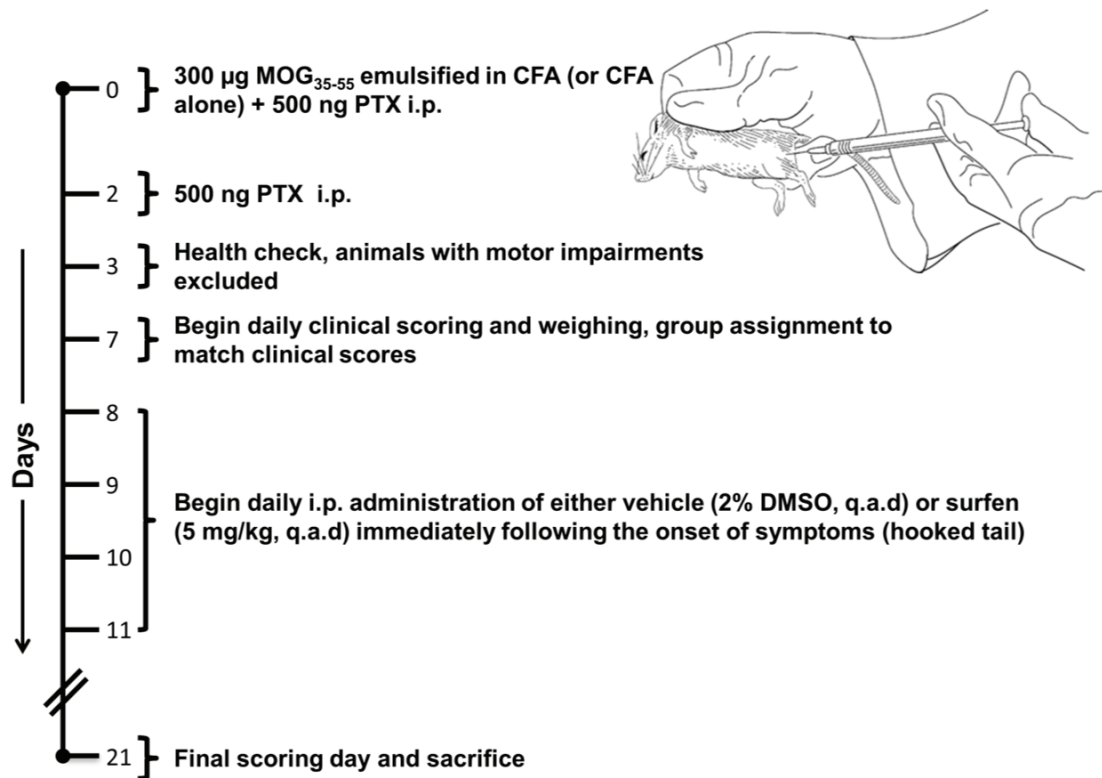 0
300 µg MOG35-55 emulsified in CFA (or CFA
alone) + 500 ng PTX i.p.
2
500 ng PTX i.p.
3
Health check, animals with motor impairments
excluded
7
Begin daily clinical scoring and weighing, group assignment to
match clinical scores
8
9
Days
Begin daily i.p. administration of either vehicle (2% DMSO, q.a.d) or surfen
(5 mg/kg, q.a.d) immediately following the onset of symptoms (hooked tail)
10
11
21
Final scoring day and sacrifice